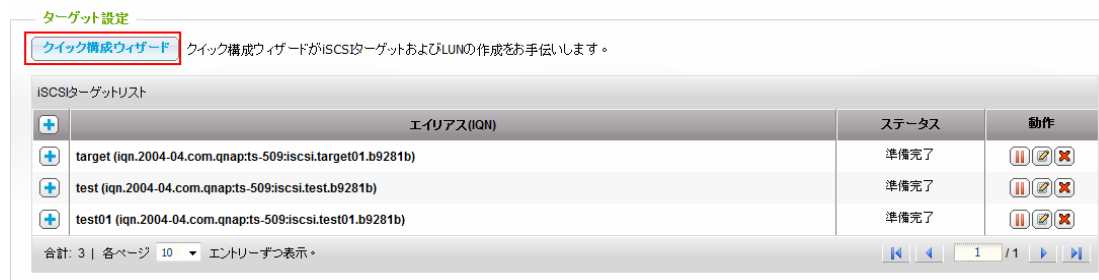 ターゲット設定
クイック構成ウィザード クイック構成ウィザードがiSCSIターゲットおよびLUNの作成をお手伝いします。
iSCSIターゲットリスト
エイリアス(IQN) ステータス 動作
target (iqn.2004-04.com.qnap:ts-509:iscsi.target01.b9281b) 準備完了
test (iqn.2004-04.com.qnap:ts-509:iscsi.test.b9281b) 準備完了
test01 (iqn.2004-04.com.qnap:ts-509:iscsi.test01.b9281b) 準備完了
合計: 3 | 各ページ 10 エントリーずつ表示。 1 / 1